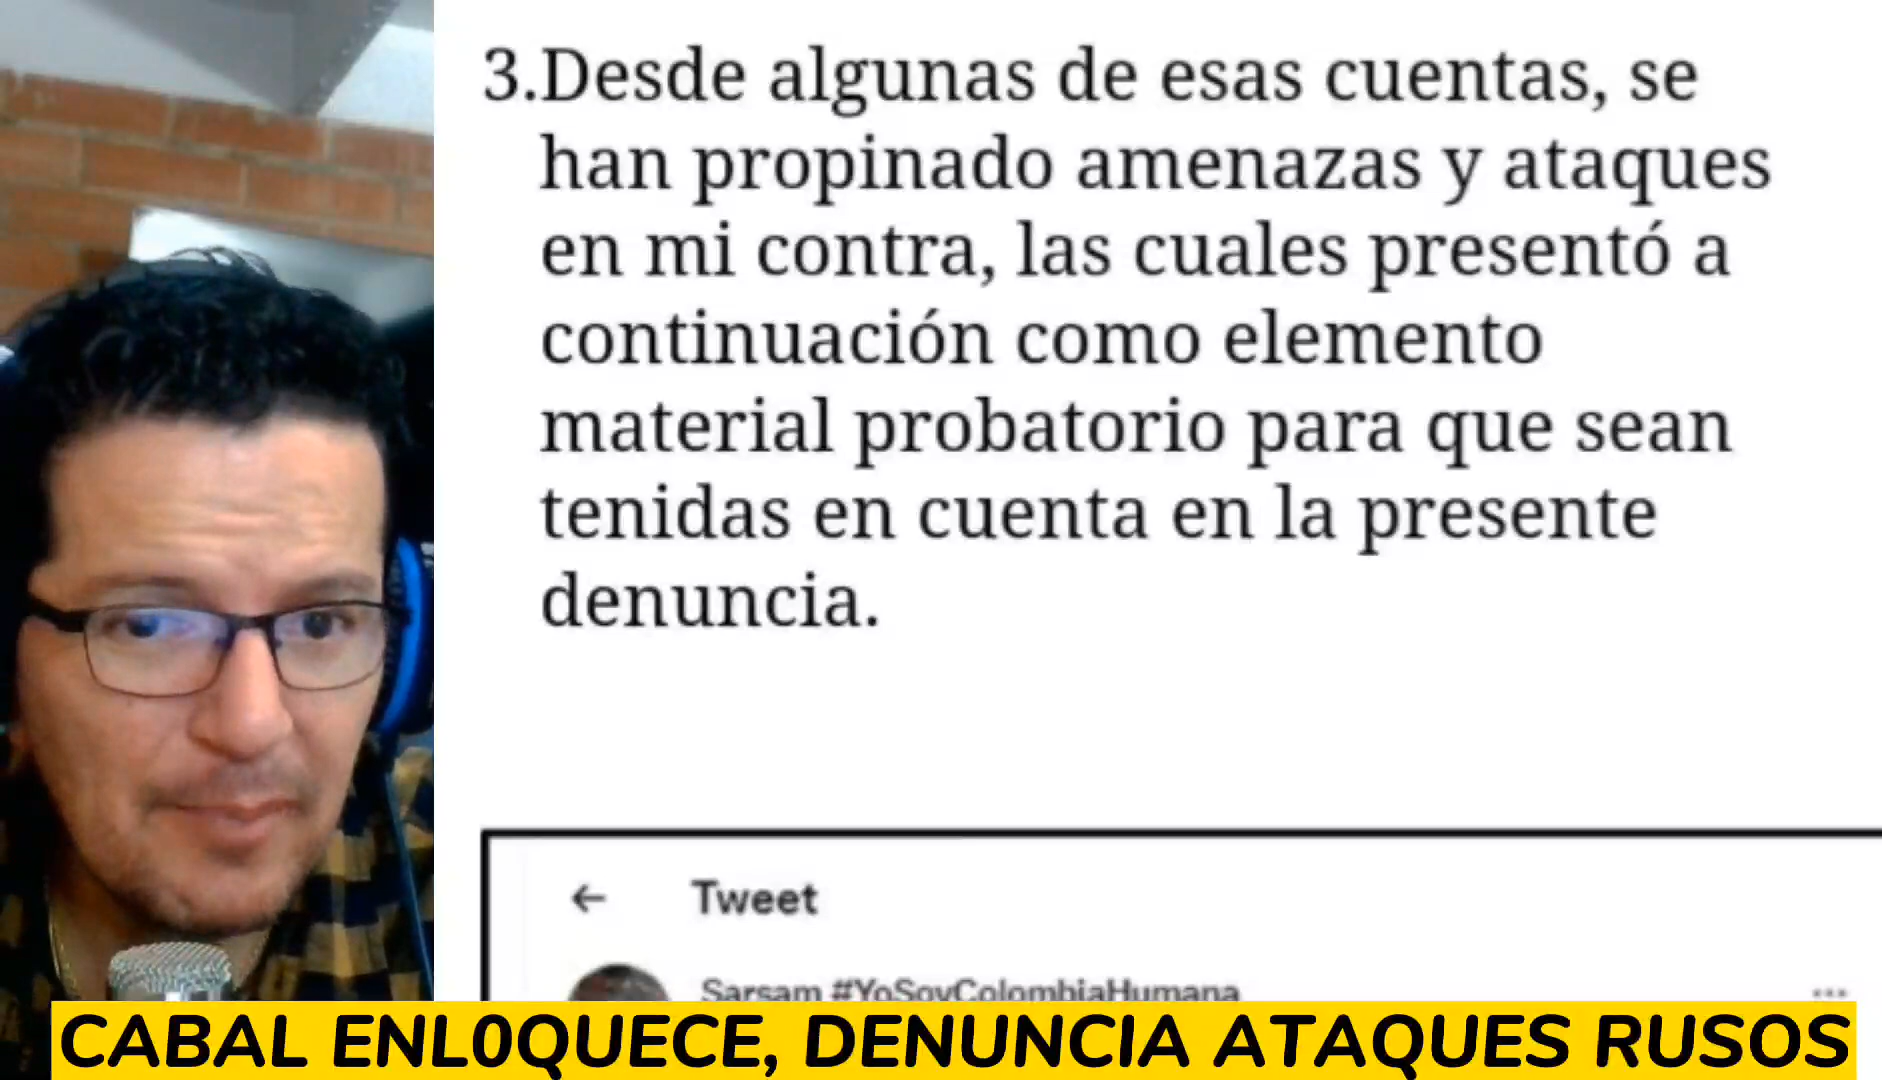 3.Desde algunas de esas cuentas, se
han propinado amenazas y ataques
en mi contra, las cuales presentó a
continuación como elemento
material probatorio para que sean
tenidas en cuenta en la presente
denuncia.
← Tweet
Sarsam #YoSoyColombiaHumana ...
CABAL ENL0QUECE, DENUNCIA ATAQUES RUSOS